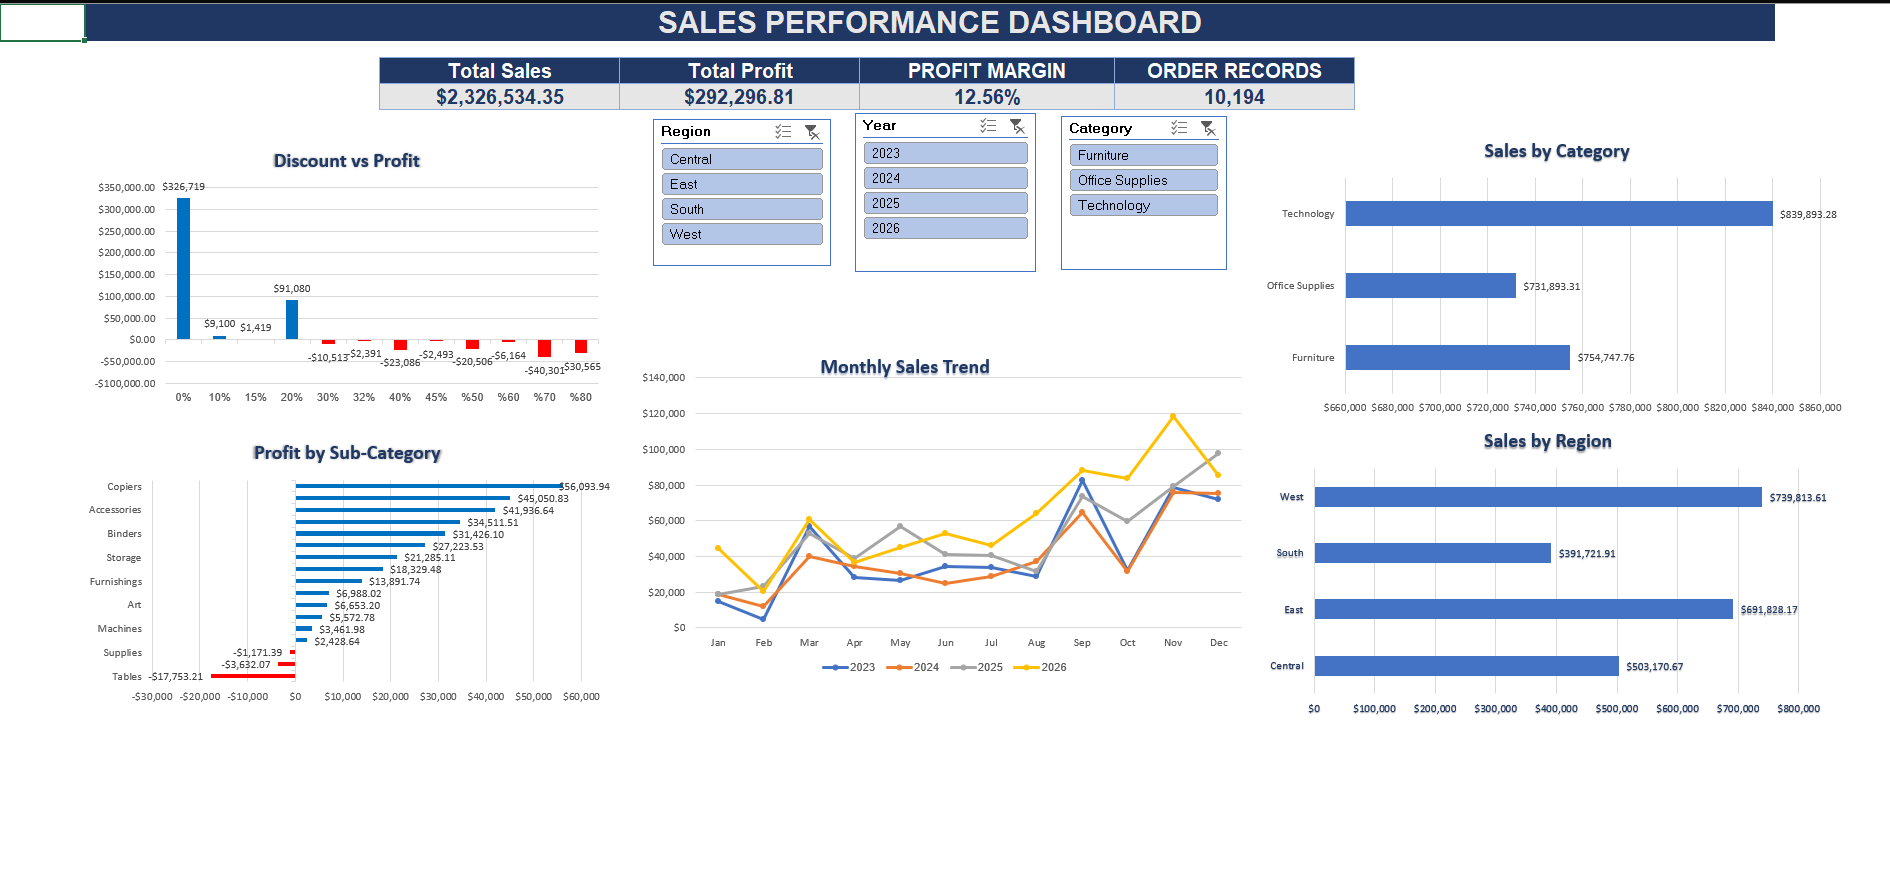 SALES PERFORMANCE DASHBOARD
Total Sales Total Profit PROFIT MARGIN ORDER RECORDS
$2,326,534.35 $292,296.81 12.56% 10,194
Region
Central
East
South
West
Year
2023
2024
2025
2026
Category
Furniture
Office Supplies
Technology
Discount vs Profit
$350,000.00
$300,000.00
$250,000.00
$200,000.00
$150,000.00
$100,000.00
$50,000.00
$0.00
-$50,000.00
-$100,000.00
$326,719
$9,100
$1,419
$91,080
-$10,513
-$2,391
-$23,086
-$2,493
-$20,506
-$6,164
-$40,301
-$30,565
0% 10% 15% 20% 30% 32% 40% 45% %50 %60 %70 %80
Profit by Sub-Category
Copiers
Accessories
Binders
Storage
Furnishings
Art
Machines
Supplies
Tables
$56,093.94
$45,050.83
$41,936.64
$34,511.51
$31,426.10
$27,223.53
$21,285.11
$18,329.48
$13,891.74
$6,988.02
$6,653.20
$5,572.78
$3,461.98
$2,428.64
-$1,171.39
-$3,632.07
-$17,753.21
-$30,000 -$20,000 -$10,000 $0 $10,000 $20,000 $30,000 $40,000 $50,000 $60,000
Monthly Sales Trend
$140,000
$120,000
$100,000
$80,000
$60,000
$40,000
$20,000
$0
Jan Feb Mar Apr May Jun Jul Aug Sep Oct Nov Dec
2023 2024 2025 2026
Sales by Category
Technology $839,893.28
Office Supplies $731,893.31
Furniture $754,747.76
$660,000 $680,000 $700,000 $720,000 $740,000 $760,000 $780,000 $800,000 $820,000 $840,000 $860,000
Sales by Region
West $739,813.61
South $391,721.91
East $691,828.17
Central $503,170.67
$0 $100,000 $200,000 $300,000 $400,000 $500,000 $600,000 $700,000 $800,000